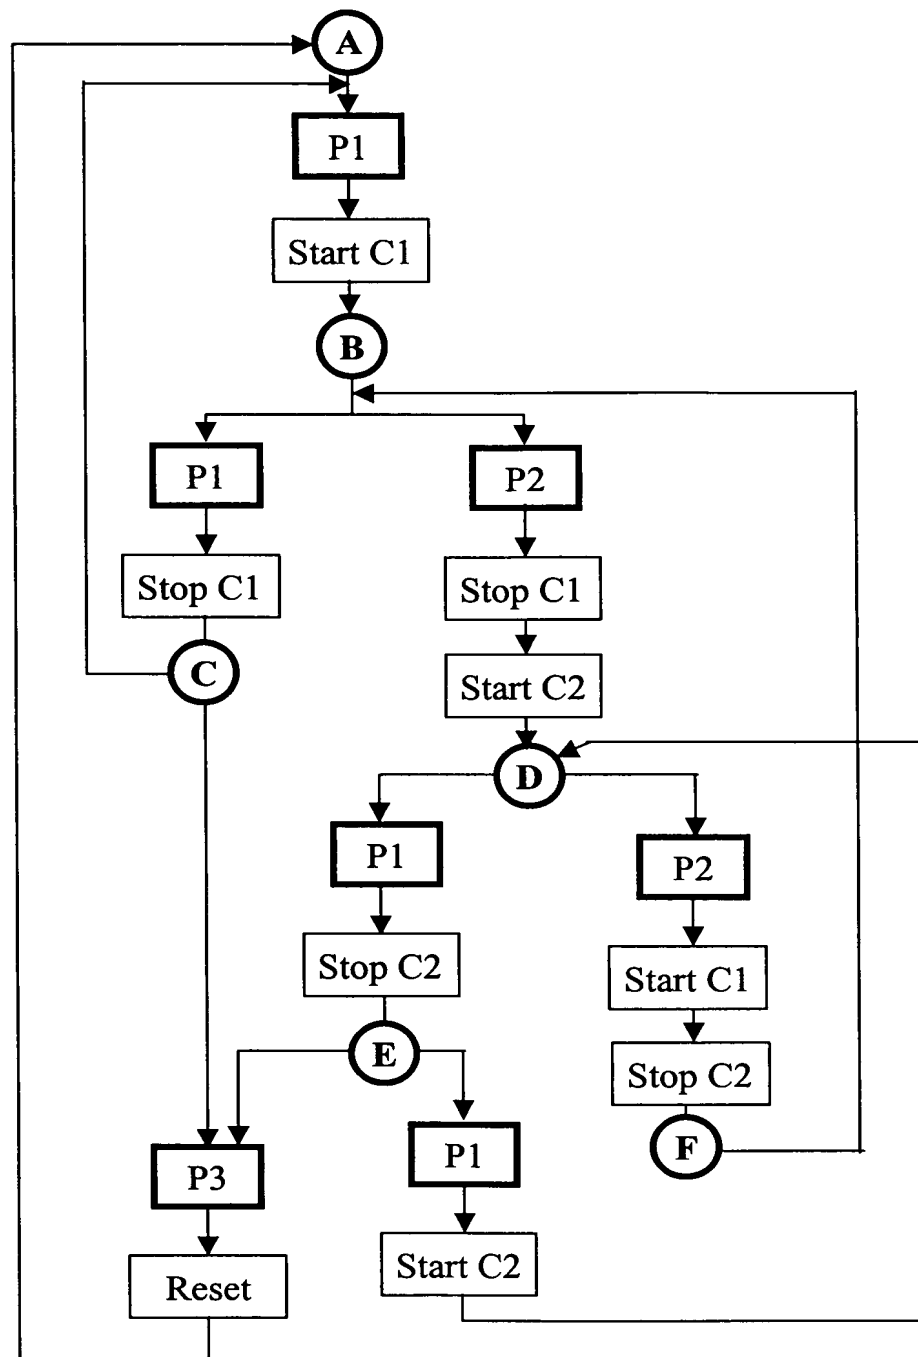 A
P1
Start C1
B
P1
P2
Stop C1
Stop C1
C
Start C2
D
P1
P2
Stop C2
Start C1
E
Stop C2
P3
P1
F
Reset
Start C2